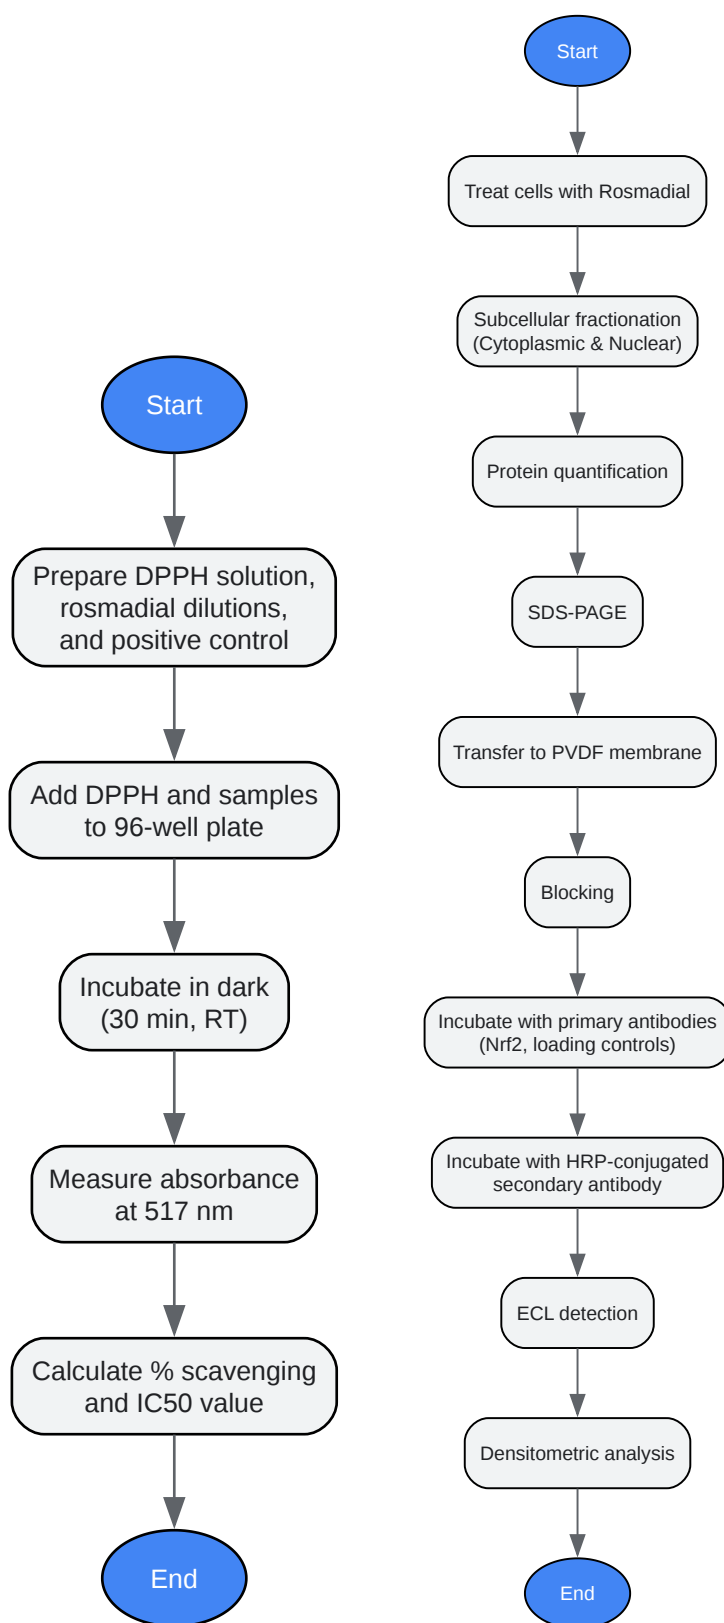 Start
Prepare DPPH solution,
rosmadial dilutions,
and positive control
Add DPPH and samples
to 96-well plate
Incubate in dark
(30 min, RT)
Measure absorbance
at 517 nm
Calculate % scavenging
and IC50 value
End
Start
Treat cells with Rosmadial
Subcellular fractionation
(Cytoplasmic & Nuclear)
Protein quantification
SDS-PAGE
Transfer to PVDF membrane
Blocking
Incubate with primary antibodies
(Nrf2, loading controls)
Incubate with HRP-conjugated
secondary antibody
ECL detection
Densitometric analysis
End